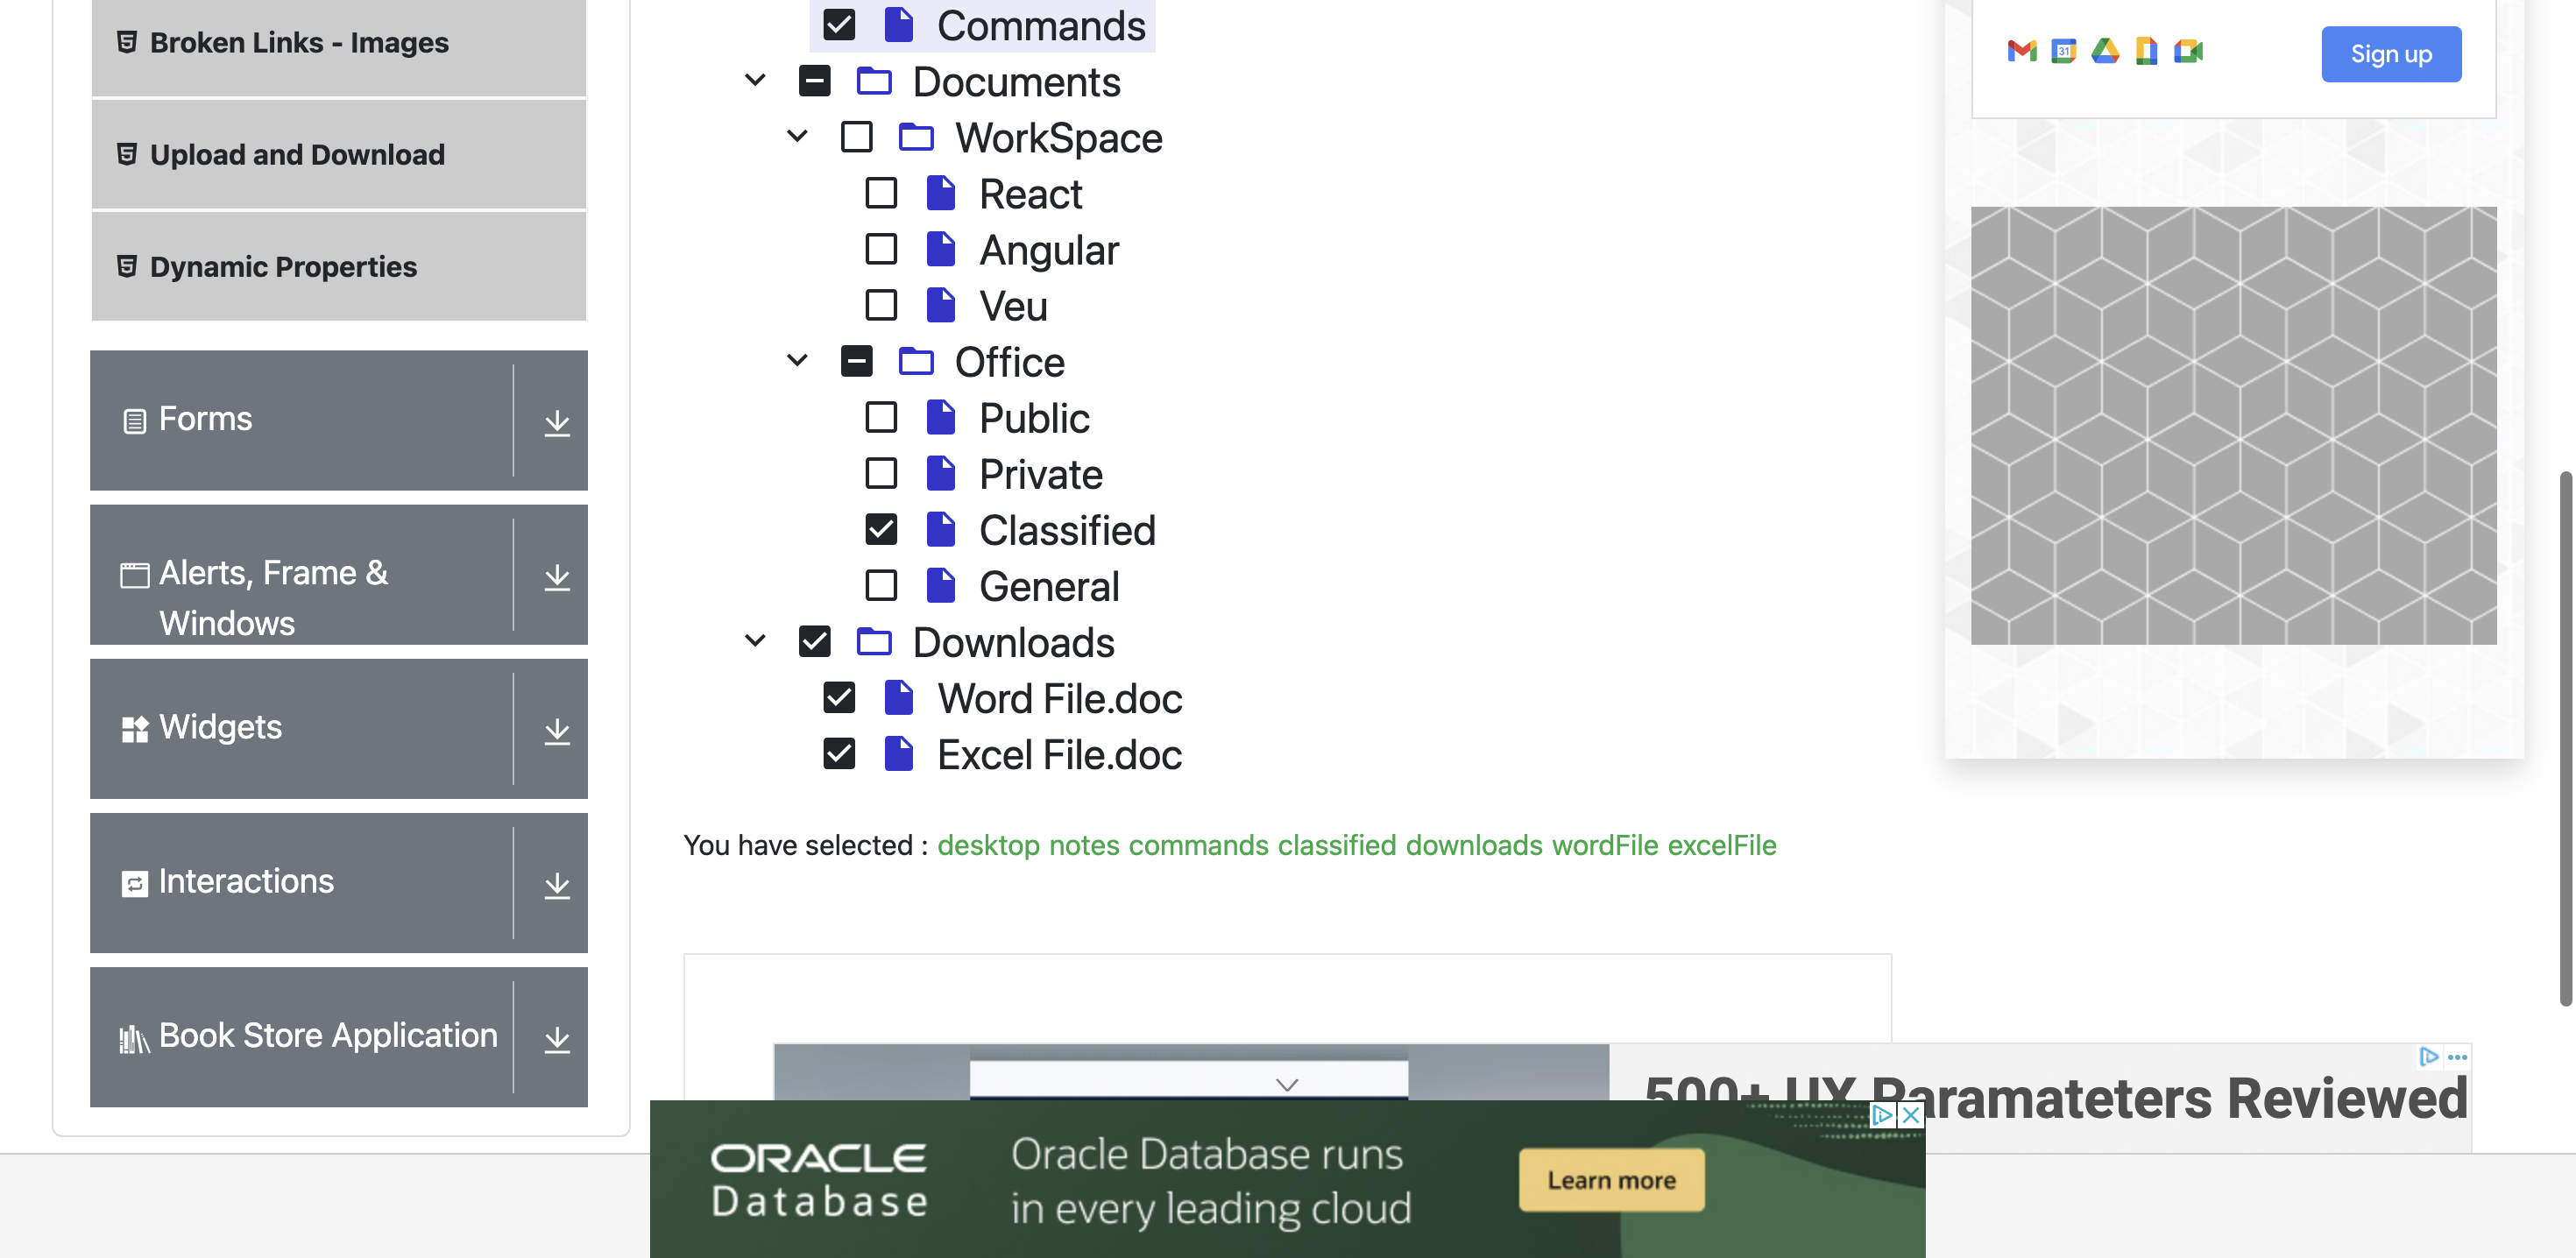 Broken Links - Images
Upload and Download
Dynamic Properties
Forms
Alerts, Frame &
Windows
Widgets
Interactions
Book Store Application
Commands
Documents
WorkSpace
React
Angular
Veu
Office
Public
Private
Classified
General
Downloads
Word File.doc
Excel File.doc
You have selected : desktop notes commands classified downloads wordFile excelFile
31
Sign up
500+ UX Paramateters Reviewed
ORACLE
Database
Oracle Database runs
in every leading cloud
Learn more